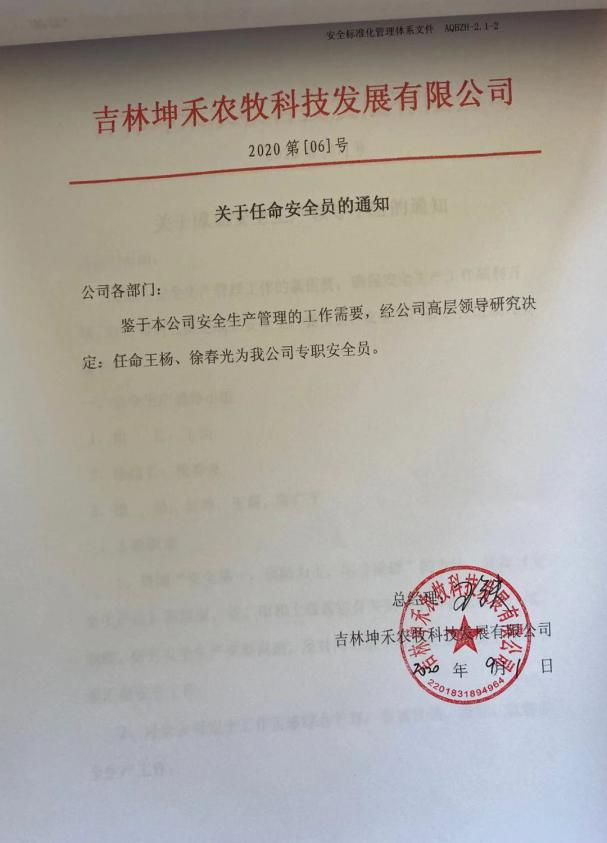 安全标准化管理体系文件 AQBZH-2.1-2
吉林坤禾农牧科技发展有限公司
2020 第[06]号
关于任命安全员的通知
公司各部门：
鉴于本公司安全生产管理的工作需要，经公司高层领导研究决
定：任命王杨、徐春光为我公司专职安全员。
总经理
吉林坤禾农牧科技发展有限公司
2020 年 9月1日
吉林坤禾农牧科技发展有限公司
2201831894964